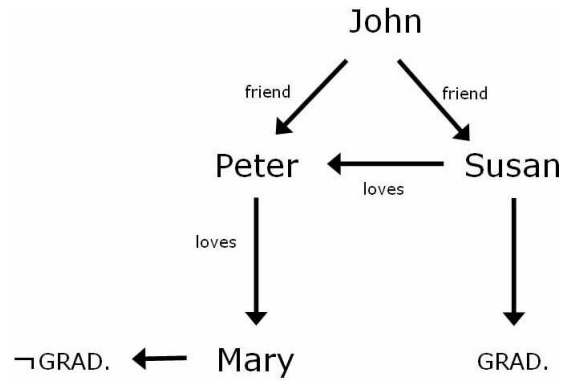 John
friend
friend
Peter
Susan
loves
loves
¬GRAD.
Mary
GRAD.